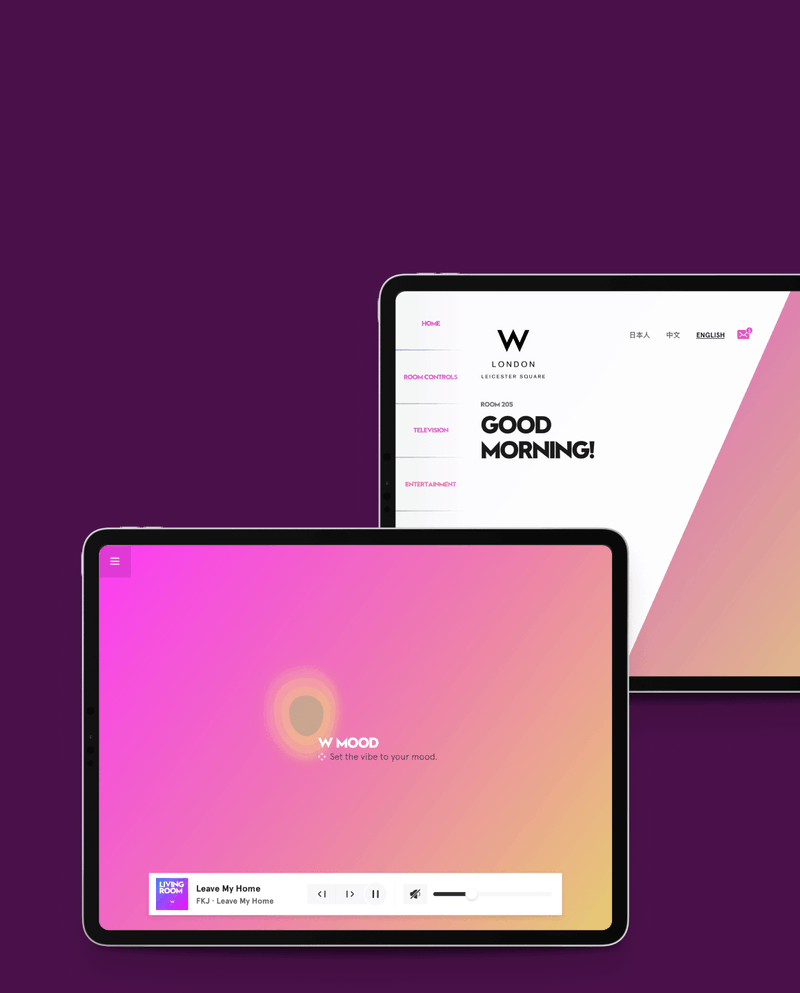 HOME
ROOM CONTROLS
TELEVISION
ENTERTAINMENT
W
LONDON
LEICESTER SQUARE
日本人 中文 ENGLISH
1
ROOM 205
GOOD
MORNING!
W MOOD
Set the vibe to your mood.
LIVING
ROOM
Leave My Home
FKJ · Leave My Home